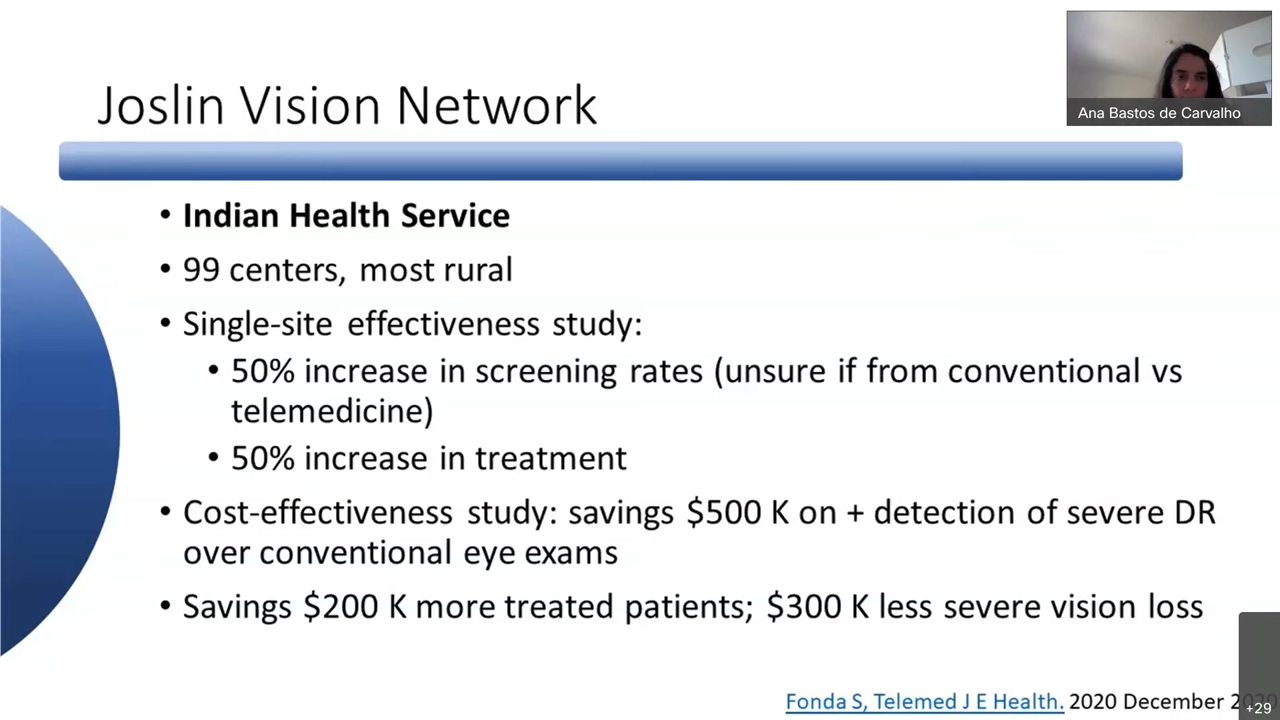 Joslin Vision Network
Ana Bastos de Carvalho
• Indian Health Service
• 99 centers, most rural
• Single-site effectiveness study:
• 50% increase in screening rates (unsure if from conventional vs
telemedicine)
• 50% increase in treatment
• Cost-effectiveness study: savings $500 K on + detection of severe DR
over conventional eye exams
• Savings $200 K more treated patients; $300 K less severe vision loss
Fonda S, Telemed J E Health. 2020 December
+29